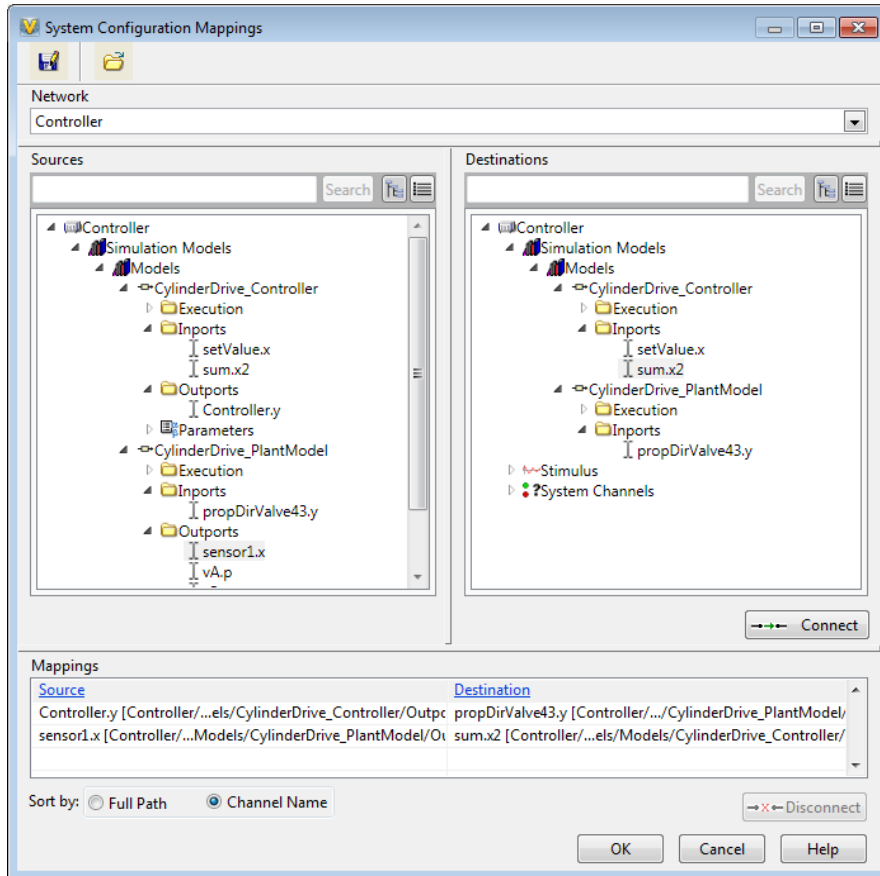 System Configuration Mappings
Network
Controller
Sources
Search
Controller
Simulation Models
Models
CylinderDrive_Controller
Execution
Inports
setValue.x
sum.x2
Outports
Controller.y
Parameters
CylinderDrive_PlantModel
Execution
Inports
propDirValve43.y
Outports
sensor1.x
vA.p
Destinations
Search
Controller
Simulation Models
Models
CylinderDrive_Controller
Execution
Inports
setValue.x
sum.x2
CylinderDrive_PlantModel
Execution
Inports
propDirValve43.y
Stimulus
?System Channels
Connect
Mappings
Source Destination
Controller.y [Controller/...els/CylinderDrive_Controller/Outpo propDirValve43.y [Controller/.../CylinderDrive_PlantModel/
sensor1.x [Controller/...Models/CylinderDrive_PlantModel/Ou sum.x2 [Controller/...els/Models/CylinderDrive_Controller/
Sort by: Full Path Channel Name
Disconnect
OK Cancel Help